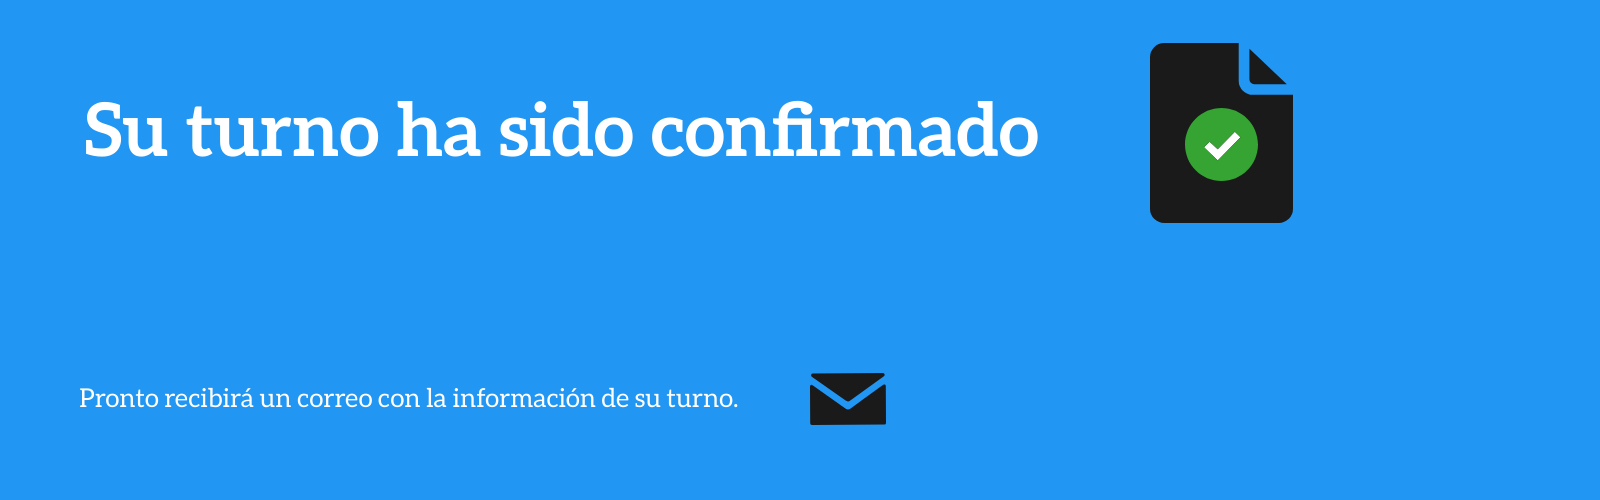 Su turno ha sido confirmado
Pronto recibirá un correo con la información de su turno.